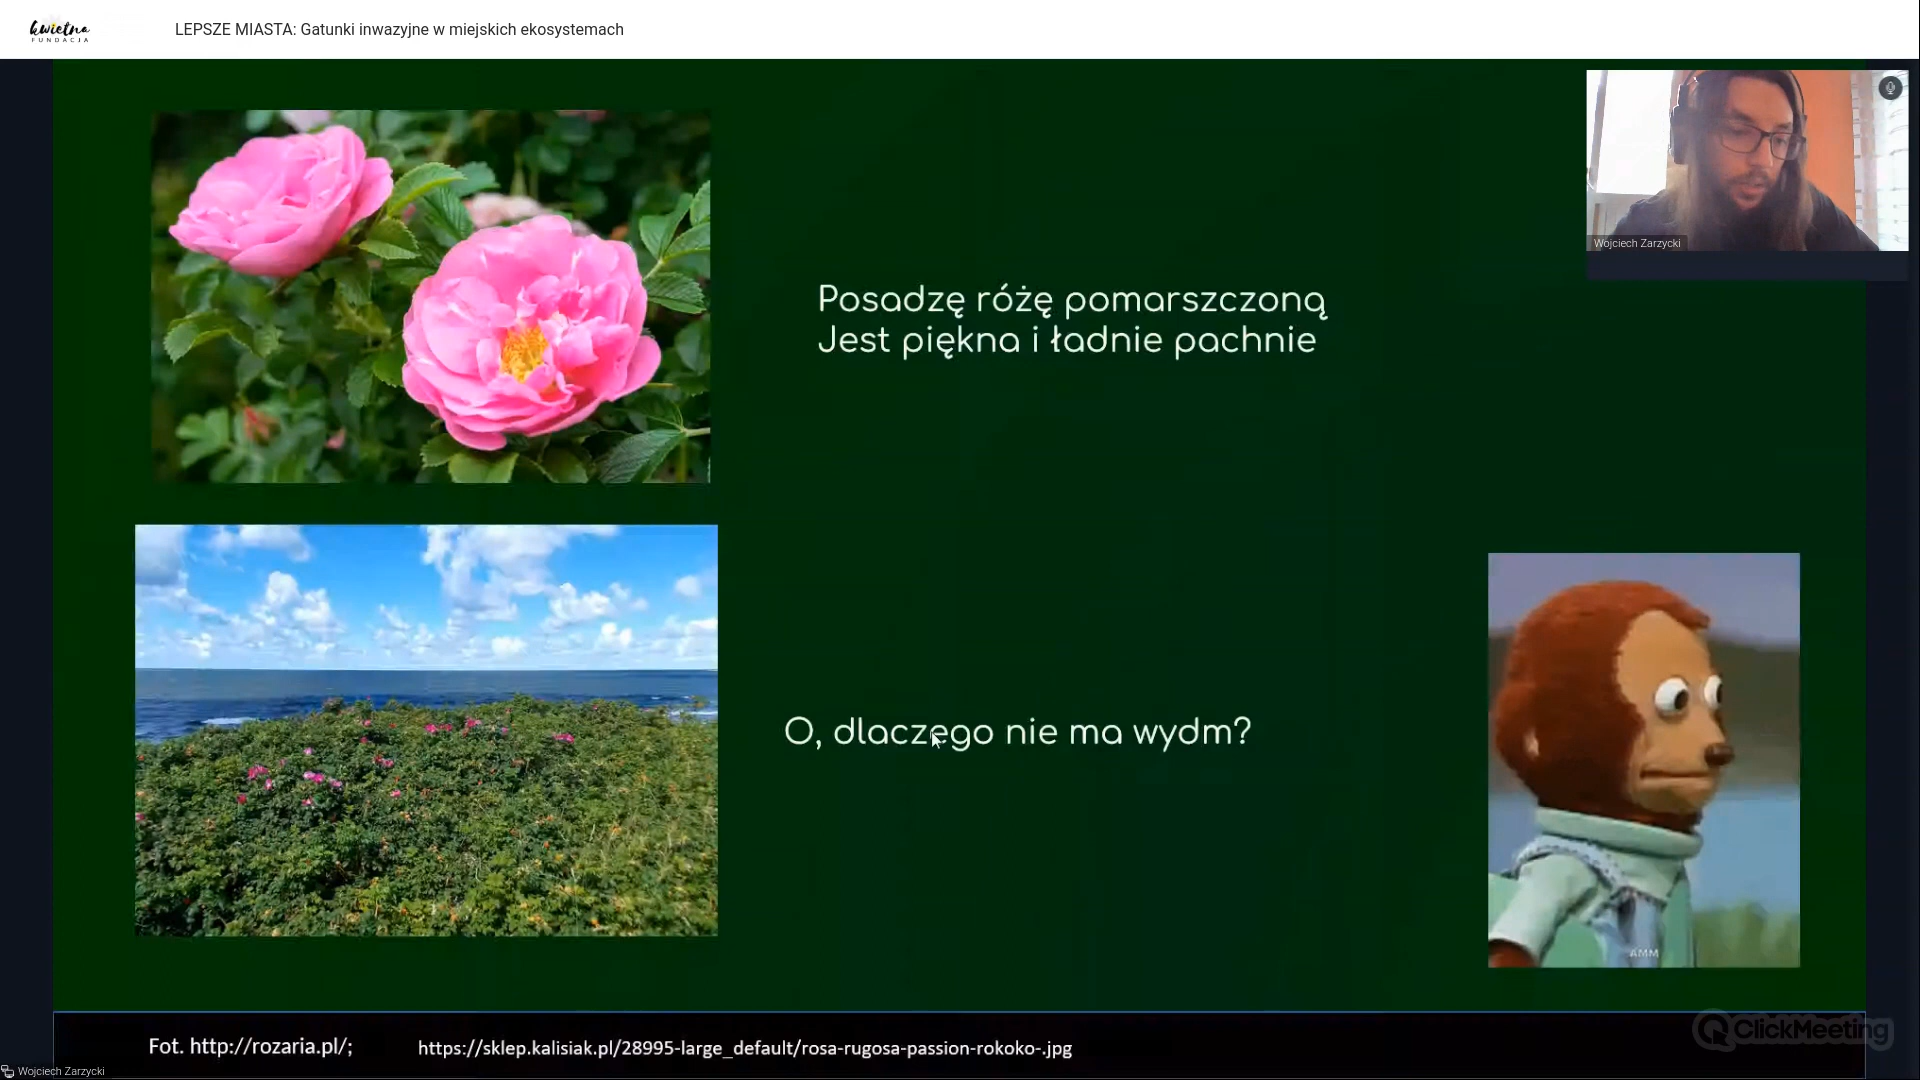 kwietna
FUNDACJA
LEPSZE MIASTA: Gatunki inwazyjne w miejskich ekosystemach
Wojciech Zarzycki
Posadzę różę pomarszczoną
Jest piękna i ładnie pachnie
O, dlaczego nie ma wydm?
AMM
Fot. http://rozaria.pl/;
https://sklep.kalisiak.pl/28995-large_default/rosa-rugosa-passion-rokoko-.jpg
ClickMeeting
Wojciech Zarzycki